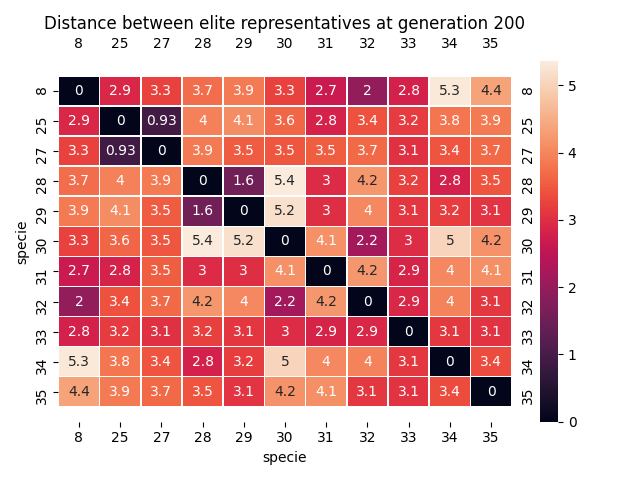 Distance between elite representatives at generation 200
8 25 27 28 29 30 31 32 33 34 35
8 0 2.9 3.3 3.7 3.9 3.3 2.7 2 2.8 5.3 4.4 8
25 2.9 0 0.93 4 4.1 3.6 2.8 3.4 3.2 3.8 3.9 25
27 3.3 0.93 0 3.9 3.5 3.5 3.5 3.7 3.1 3.4 3.7 27
28 3.7 4 3.9 0 1.6 5.4 3 4.2 3.2 2.8 3.5 28
29 3.9 4.1 3.5 1.6 0 5.2 3 4 3.1 3.2 3.1 29
30 3.3 3.6 3.5 5.4 5.2 0 4.1 2.2 3 5 4.2 30
31 2.7 2.8 3.5 3 3 4.1 0 4.2 2.9 4 4.1 31
32 2 3.4 3.7 4.2 4 2.2 4.2 0 2.9 4 3.1 32
33 2.8 3.2 3.1 3.2 3.1 3 2.9 2.9 0 3.1 3.1 33
34 5.3 3.8 3.4 2.8 3.2 5 4 4 3.1 0 3.4 34
35 4.4 3.9 3.7 3.5 3.1 4.2 4.1 3.1 3.1 3.4 0 35
8 25 27 28 29 30 31 32 33 34 35
specie
specie
5
4
3
2
1
0